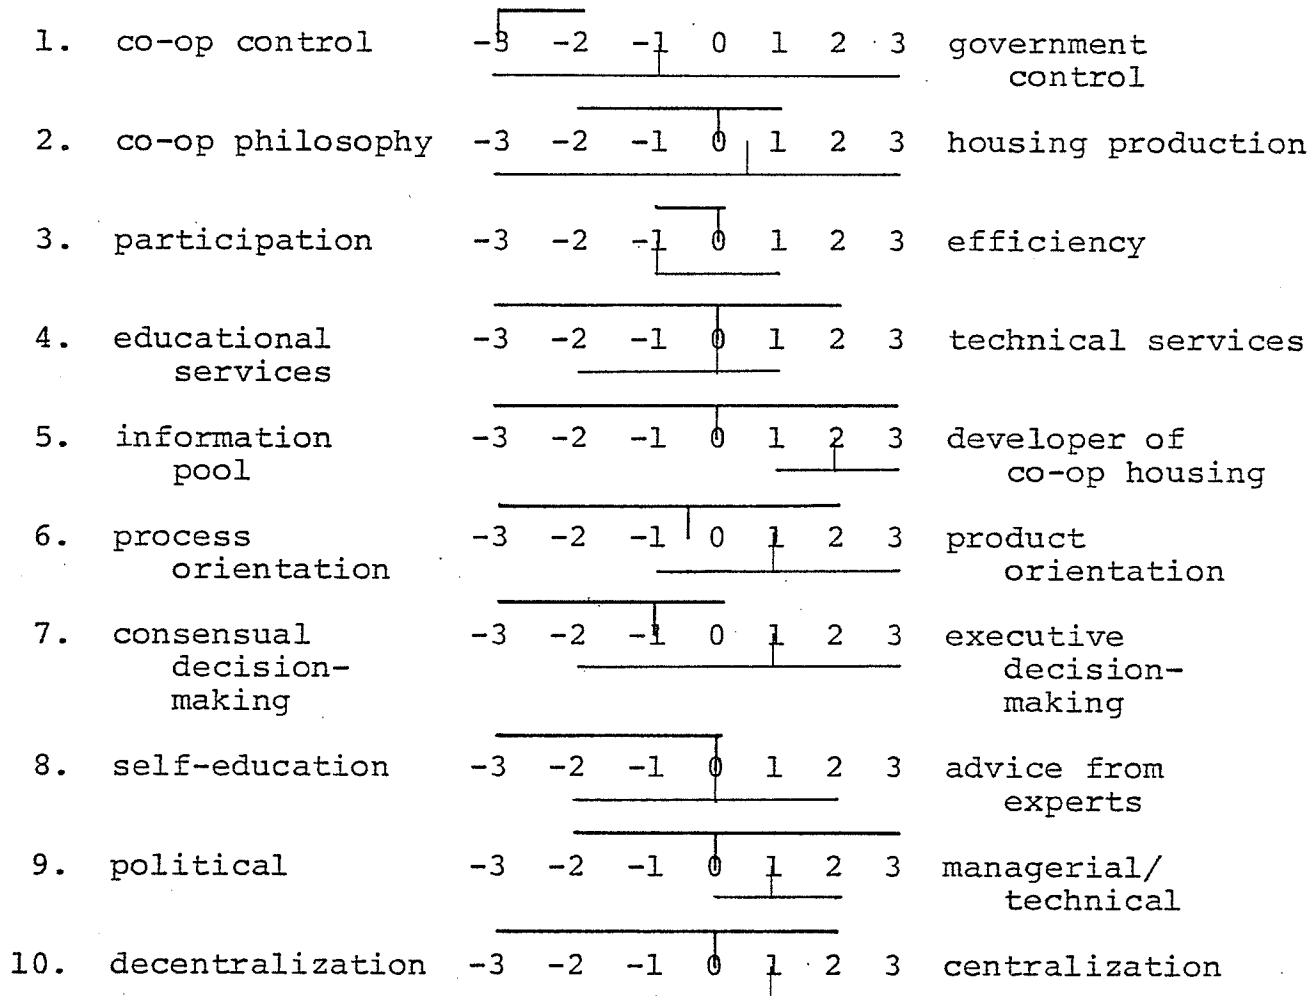 1. co-op control -3 -2 -1 0 1 2 3 government
control
2. co-op philosophy -3 -2 -1 0 1 2 3 housing production
3. participation -3 -2 -1 0 1 2 3 efficiency
4. educational -3 -2 -1 0 1 2 3 technical services
services
5. information -3 -2 -1 0 1 2 3 developer of
pool co-op housing
6. process -3 -2 -1 0 1 2 3 product
orientation orientation
7. consensual -3 -2 -1 0 1 2 3 executive
decision- decision-
making making
8. self-education -3 -2 -1 0 1 2 3 advice from
experts
9. political -3 -2 -1 0 1 2 3 managerial/
technical
10. decentralization -3 -2 -1 0 1 2 3 centralization